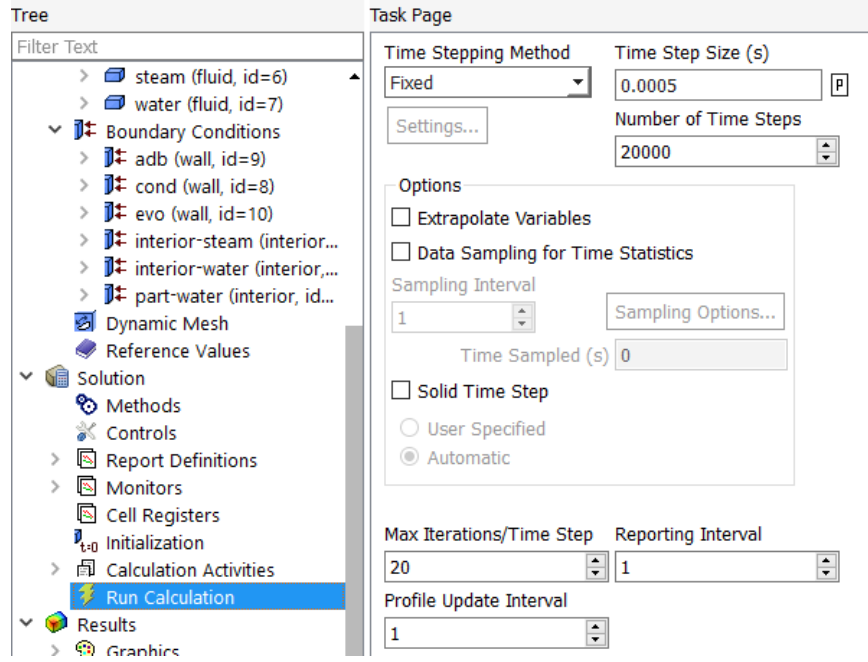 Tree
Filter Text
steam (fluid, id=6)
water (fluid, id=7)
Boundary Conditions
adb (wall, id=9)
cond (wall, id=8)
evo (wall, id=10)
interior-steam (interior...
interior-water (interior,...
part-water (interior, id...
Dynamic Mesh
Reference Values
Solution
Methods
Controls
Report Definitions
Monitors
Cell Registers
t=0 Initialization
Calculation Activities
Run Calculation
Results
Graphics
Task Page
Time Stepping Method
Time Step Size (s)
Fixed
0.0005
P
Settings...
Number of Time Steps
20000
Options
Extrapolate Variables
Data Sampling for Time Statistics
Sampling Interval
1
Sampling Options...
Time Sampled (s) 0
Solid Time Step
User Specified
Automatic
Max Iterations/Time Step
Reporting Interval
20
1
Profile Update Interval
1